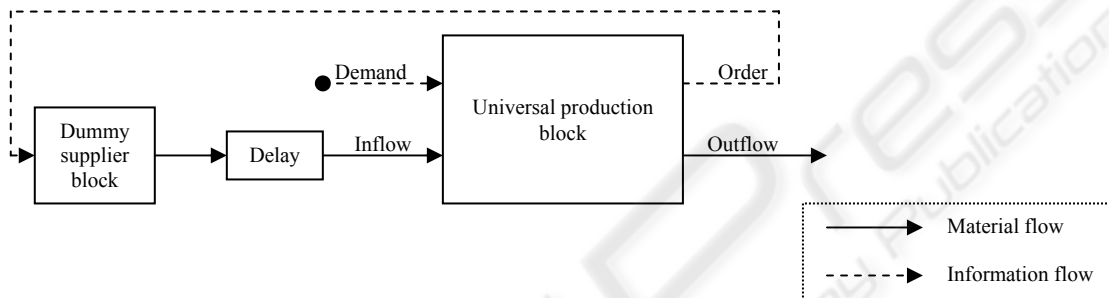 Demand
Order
Universal production
block
Dummy
supplier
block
Delay
Inflow
Outflow
Material flow
Information flow